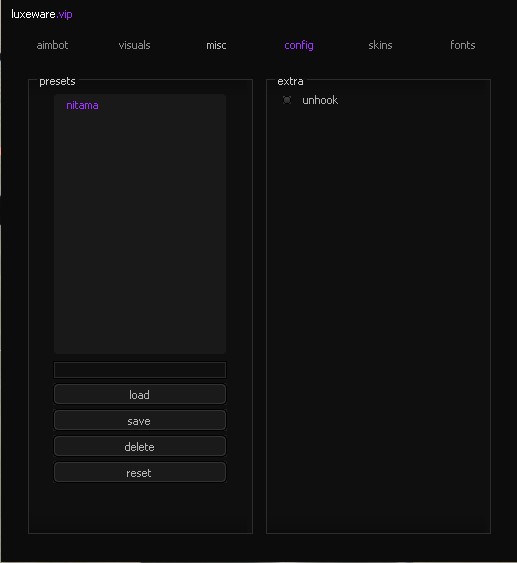 luxeware.vip
aimbot visuals misc config skins fonts
presets
nitama
load
save
delete
reset
extra
unhook